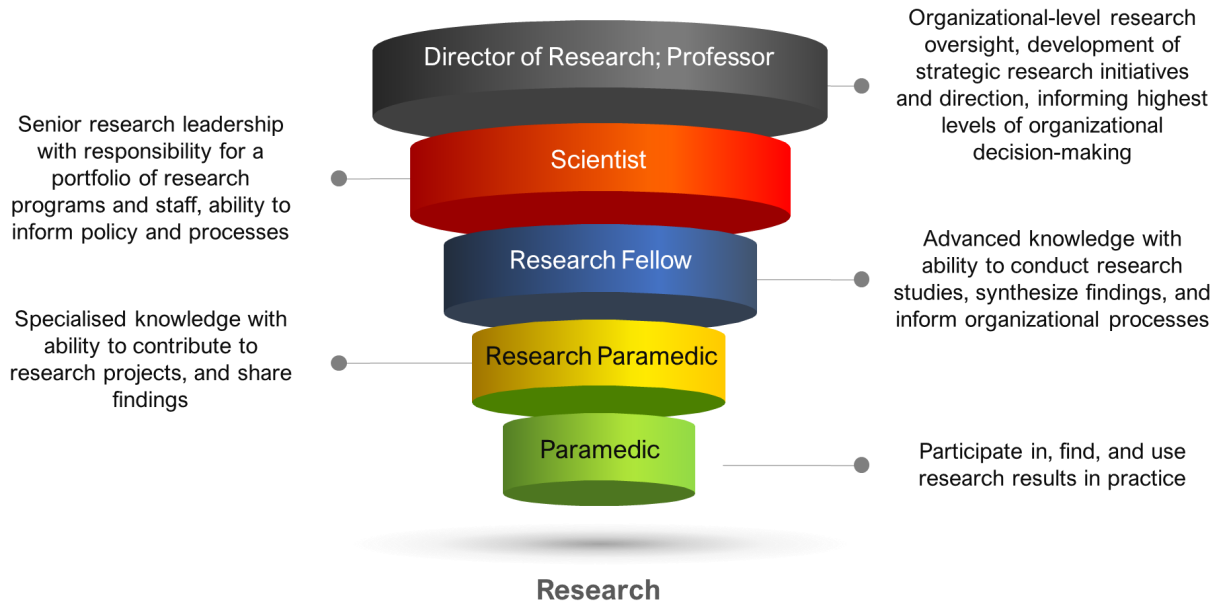 Director of Research; Professor
Organizational-level research
oversight, development of
strategic research initiatives
and direction, informing highest
levels of organizational
decision-making
Scientist
Senior research leadership
with responsibility for a
portfolio of research
programs and staff, ability to
inform policy and processes
Research Fellow
Advanced knowledge with
ability to conduct research
studies, synthesize findings, and
inform organizational processes
Research Paramedic
Specialised knowledge with
ability to contribute to
research projects, and share
findings
Paramedic
Participate in, find, and use
research results in practice
Research